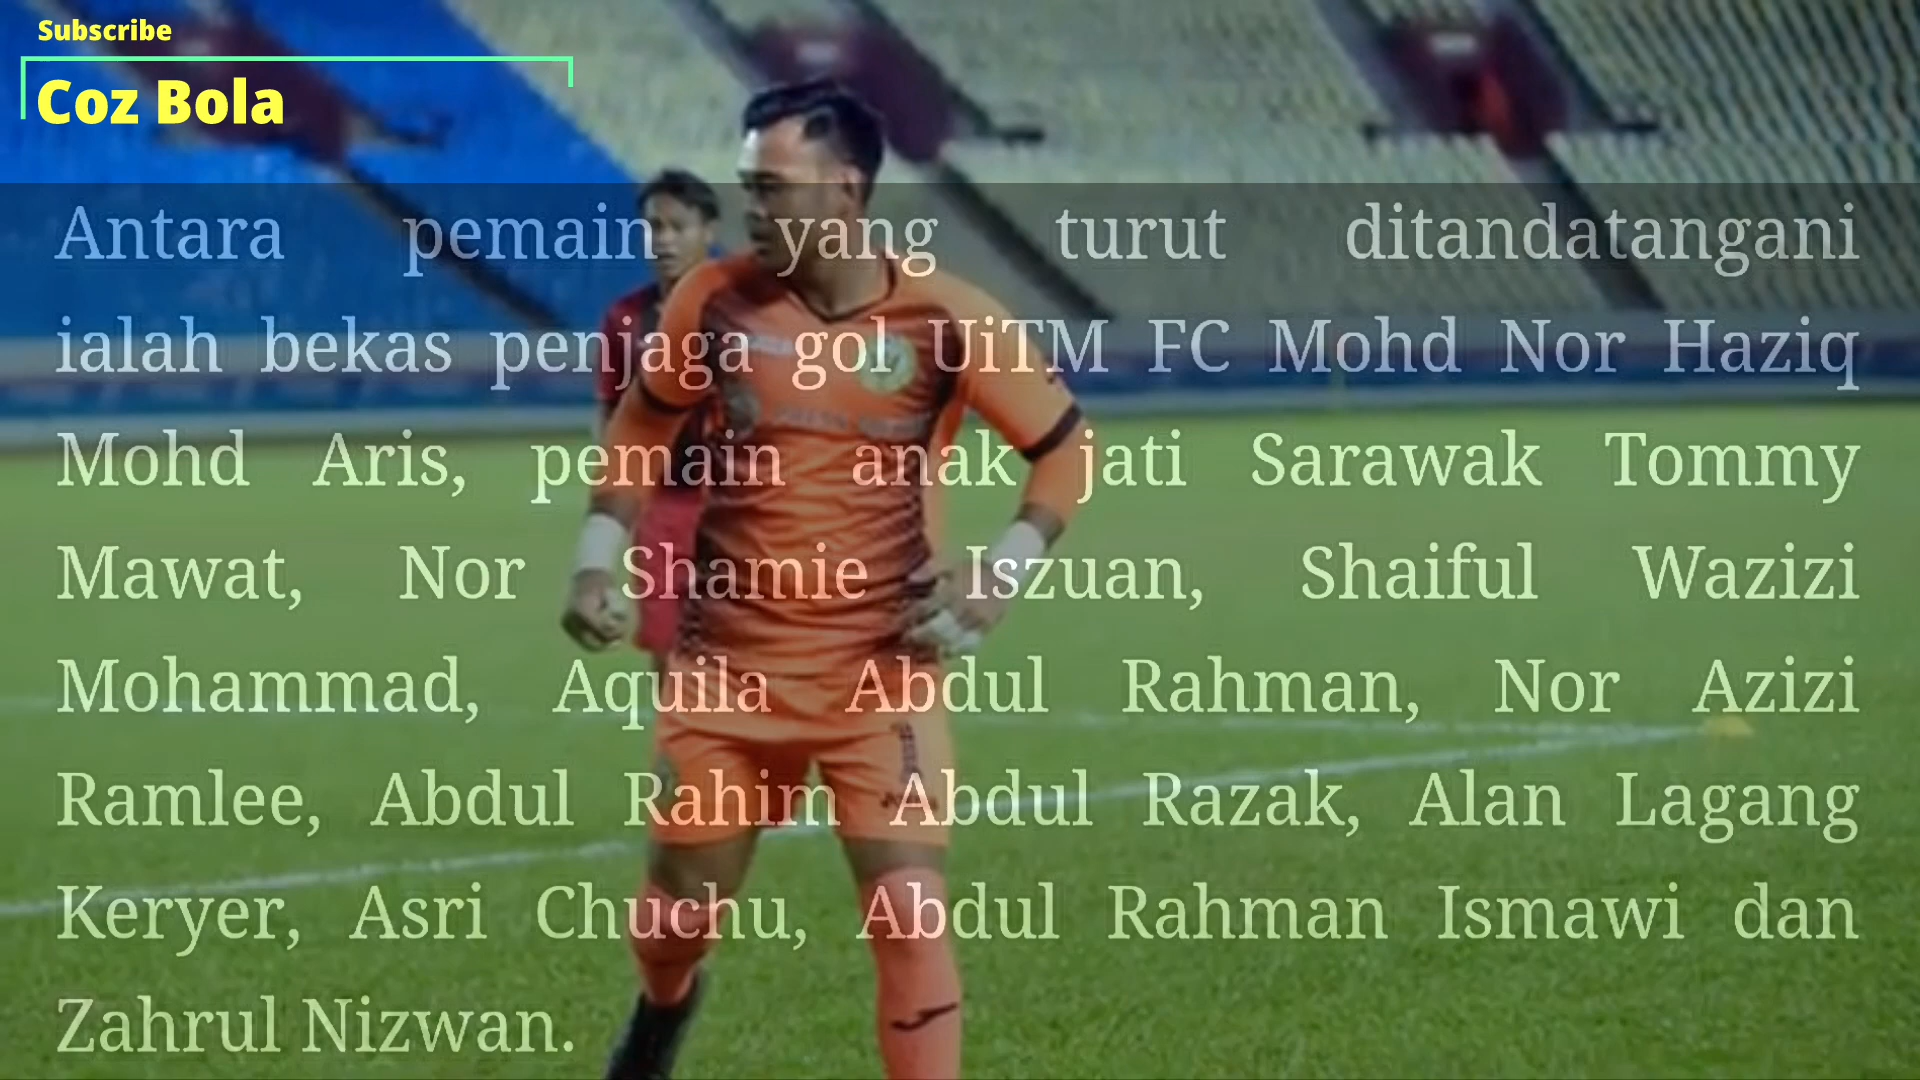 Subscribe
Coz Bola
Antara pemain yang turut ditandatangani
ialah bekas penjaga gol UiTM FC Mohd Nor Haziq
Mohd Aris, pemain anak jati Sarawak Tommy
Mawat, Nor Shamie Iszuan, Shaiful Wazizi
Mohammad, Aquila Abdul Rahman, Nor Azizi
Ramlee, Abdul Rahim Abdul Razak, Alan Lagang
Keryer, Asri Chuchu, Abdul Rahman Ismawi dan
Zahrul Nizwan.